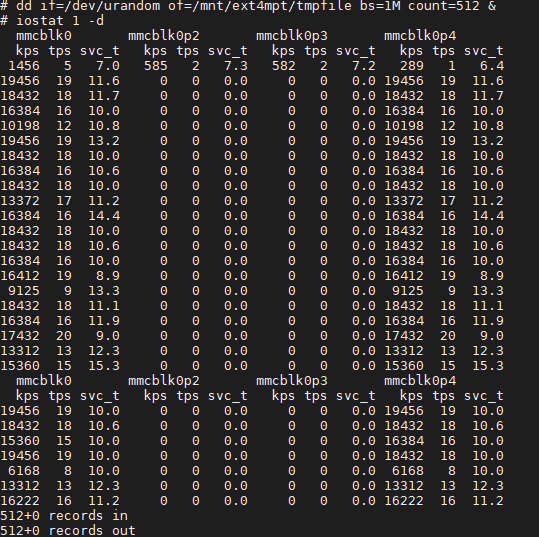 # dd if=/dev/urandom of=/mnt/ext4mpt/tmpfile bs=1M count=512 &
# iostat 1 -d
mmcblk0 mmcblk0p2 mmcblk0p3 mmcblk0p4
kps tps svc_t kps tps svc_t kps tps svc_t kps tps svc_t
1456 5 7.0 585 2 7.3 582 2 7.2 289 1 6.4
19456 19 11.6 0 0 0.0 0 0 0.0 19456 19 11.6
18432 18 11.7 0 0 0.0 0 0 0.0 18432 18 11.7
16384 16 10.0 0 0 0.0 0 0 0.0 16384 16 10.0
10198 12 10.8 0 0 0.0 0 0 0.0 10198 12 10.8
19456 19 13.2 0 0 0.0 0 0 0.0 19456 19 13.2
18432 18 10.0 0 0 0.0 0 0 0.0 18432 18 10.0
16384 16 10.6 0 0 0.0 0 0 0.0 16384 16 10.6
18432 18 10.0 0 0 0.0 0 0 0.0 18432 18 10.0
13372 17 11.2 0 0 0.0 0 0 0.0 13372 17 11.2
16384 16 14.4 0 0 0.0 0 0 0.0 16384 16 14.4
18432 18 10.0 0 0 0.0 0 0 0.0 18432 18 10.0
18432 18 10.6 0 0 0.0 0 0 0.0 18432 18 10.6
16384 16 10.0 0 0 0.0 0 0 0.0 16384 16 10.0
16412 19 8.9 0 0 0.0 0 0 0.0 16412 19 8.9
9125 9 13.3 0 0 0.0 0 0 0.0 9125 9 13.3
18432 18 11.1 0 0 0.0 0 0 0.0 18432 18 11.1
16384 16 11.9 0 0 0.0 0 0 0.0 16384 16 11.9
17432 20 9.0 0 0 0.0 0 0 0.0 17432 20 9.0
13312 13 12.3 0 0 0.0 0 0 0.0 13312 13 12.3
15360 15 15.3 0 0 0.0 0 0 0.0 15360 15 15.3
mmcblk0 mmcblk0p2 mmcblk0p3 mmcblk0p4
kps tps svc_t kps tps svc_t kps tps svc_t kps tps svc_t
19456 19 10.0 0 0 0.0 0 0 0.0 19456 19 10.0
18432 18 10.6 0 0 0.0 0 0 0.0 18432 18 10.6
15360 15 10.0 0 0 0.0 0 0 0.0 16384 16 10.0
19456 19 10.0 0 0 0.0 0 0 0.0 18432 18 10.0
6168 8 10.0 0 0 0.0 0 0 0.0 6168 8 10.0
13312 13 12.3 0 0 0.0 0 0 0.0 13312 13 12.3
16222 16 11.2 0 0 0.0 0 0 0.0 16222 16 11.2
512+0 records in
512+0 records out